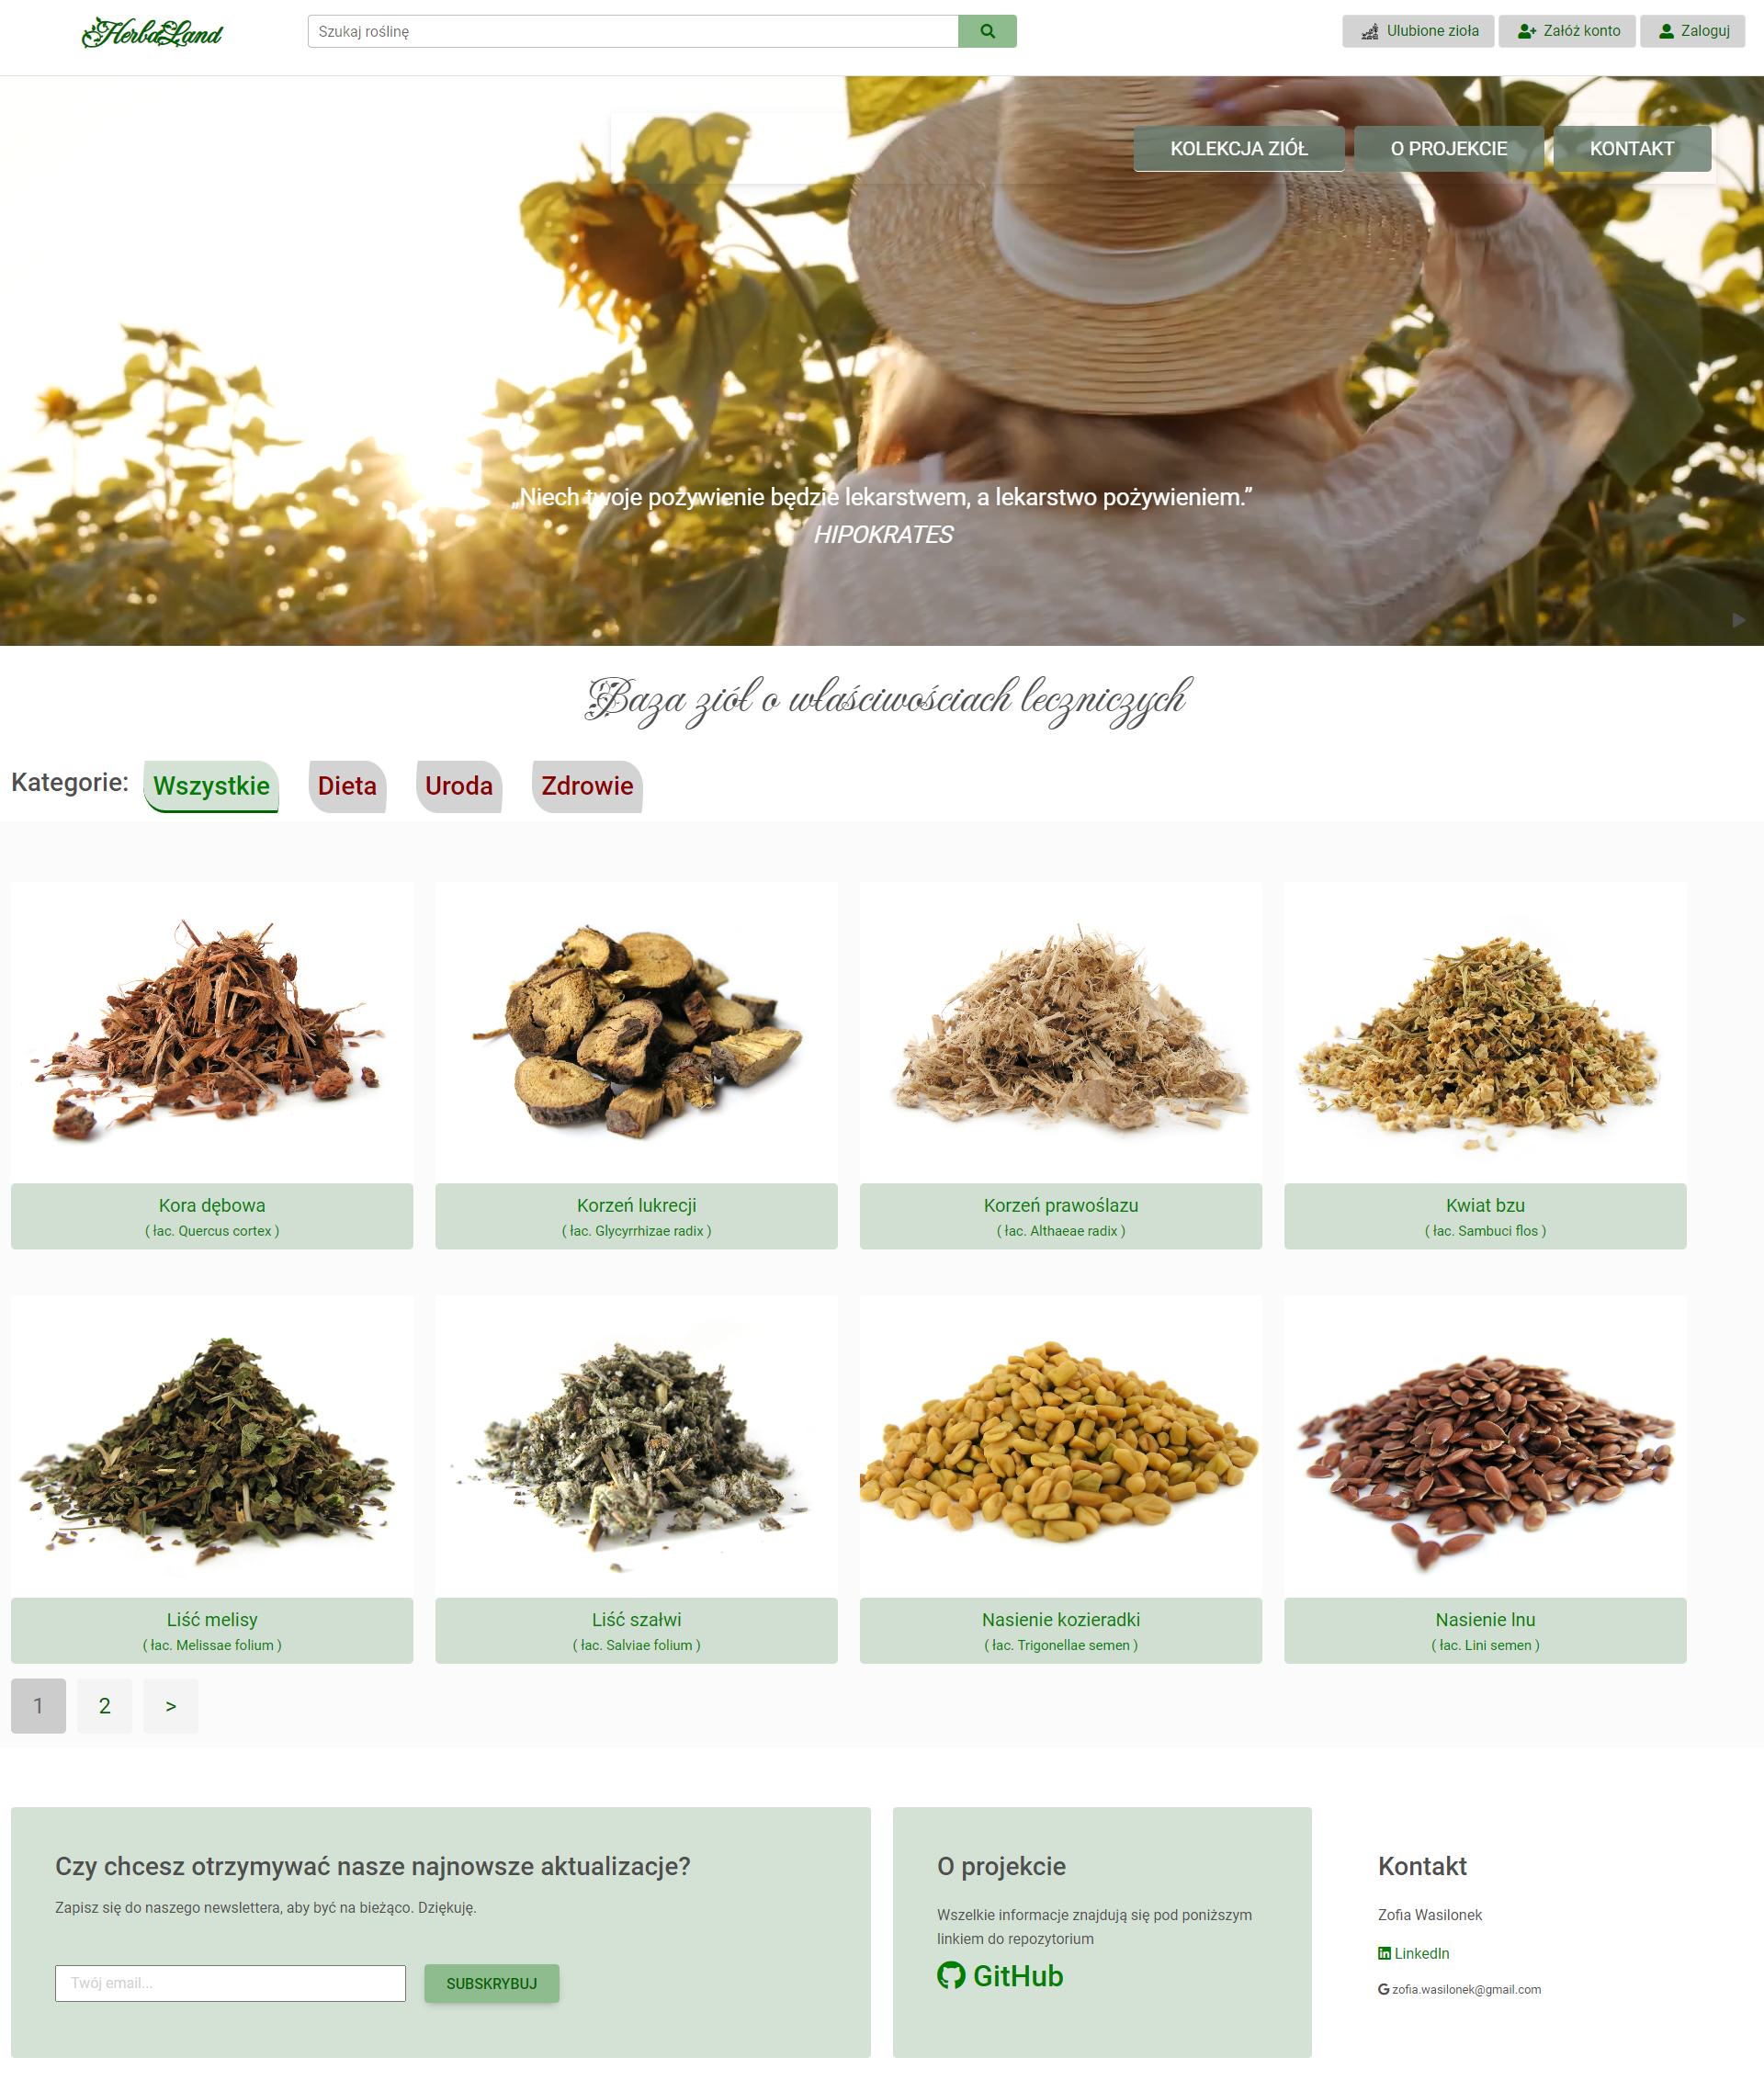 HerbaLand
Szukaj roślinę
Ulubione zioła
Załóż konto
Zaloguj
KOLEKCJA ZIÓŁ
O PROJEKCIE
KONTAKT
„Niech twoje pożywienie będzie lekarstwem, a lekarstwo pożywieniem.”
HIPOKRATES
Baza ziół o właściwościach leczniczych
Kategorie:
Wszystkie
Dieta
Uroda
Zdrowie
Kora dębowa
( łac. Quercus cortex )
Korzeń lukrecji
( łac. Glycyrrhizae radix )
Korzeń prawoślazu
( łac. Althaeae radix )
Kwiat bzu
( łac. Sambuci flos )
Liść melisy
( łac. Melissae folium )
Liść szałwi
( łac. Salviae folium )
Nasienie kozieradki
( łac. Trigonellae semen )
Nasienie lnu
( łac. Lini semen )
1
2
>
Czy chcesz otrzymywać nasze najnowsze aktualizacje?
Zapisz się do naszego newslettera, aby być na bieżąco. Dziękuję.
Twój email...
SUBSKRYBUJ
O projekcie
Wszelkie informacje znajdują się pod poniższym
linkiem do repozytorium
GitHub
Kontakt
Zofia Wasilonek
LinkedIn
zofia.wasilonek@gmail.com